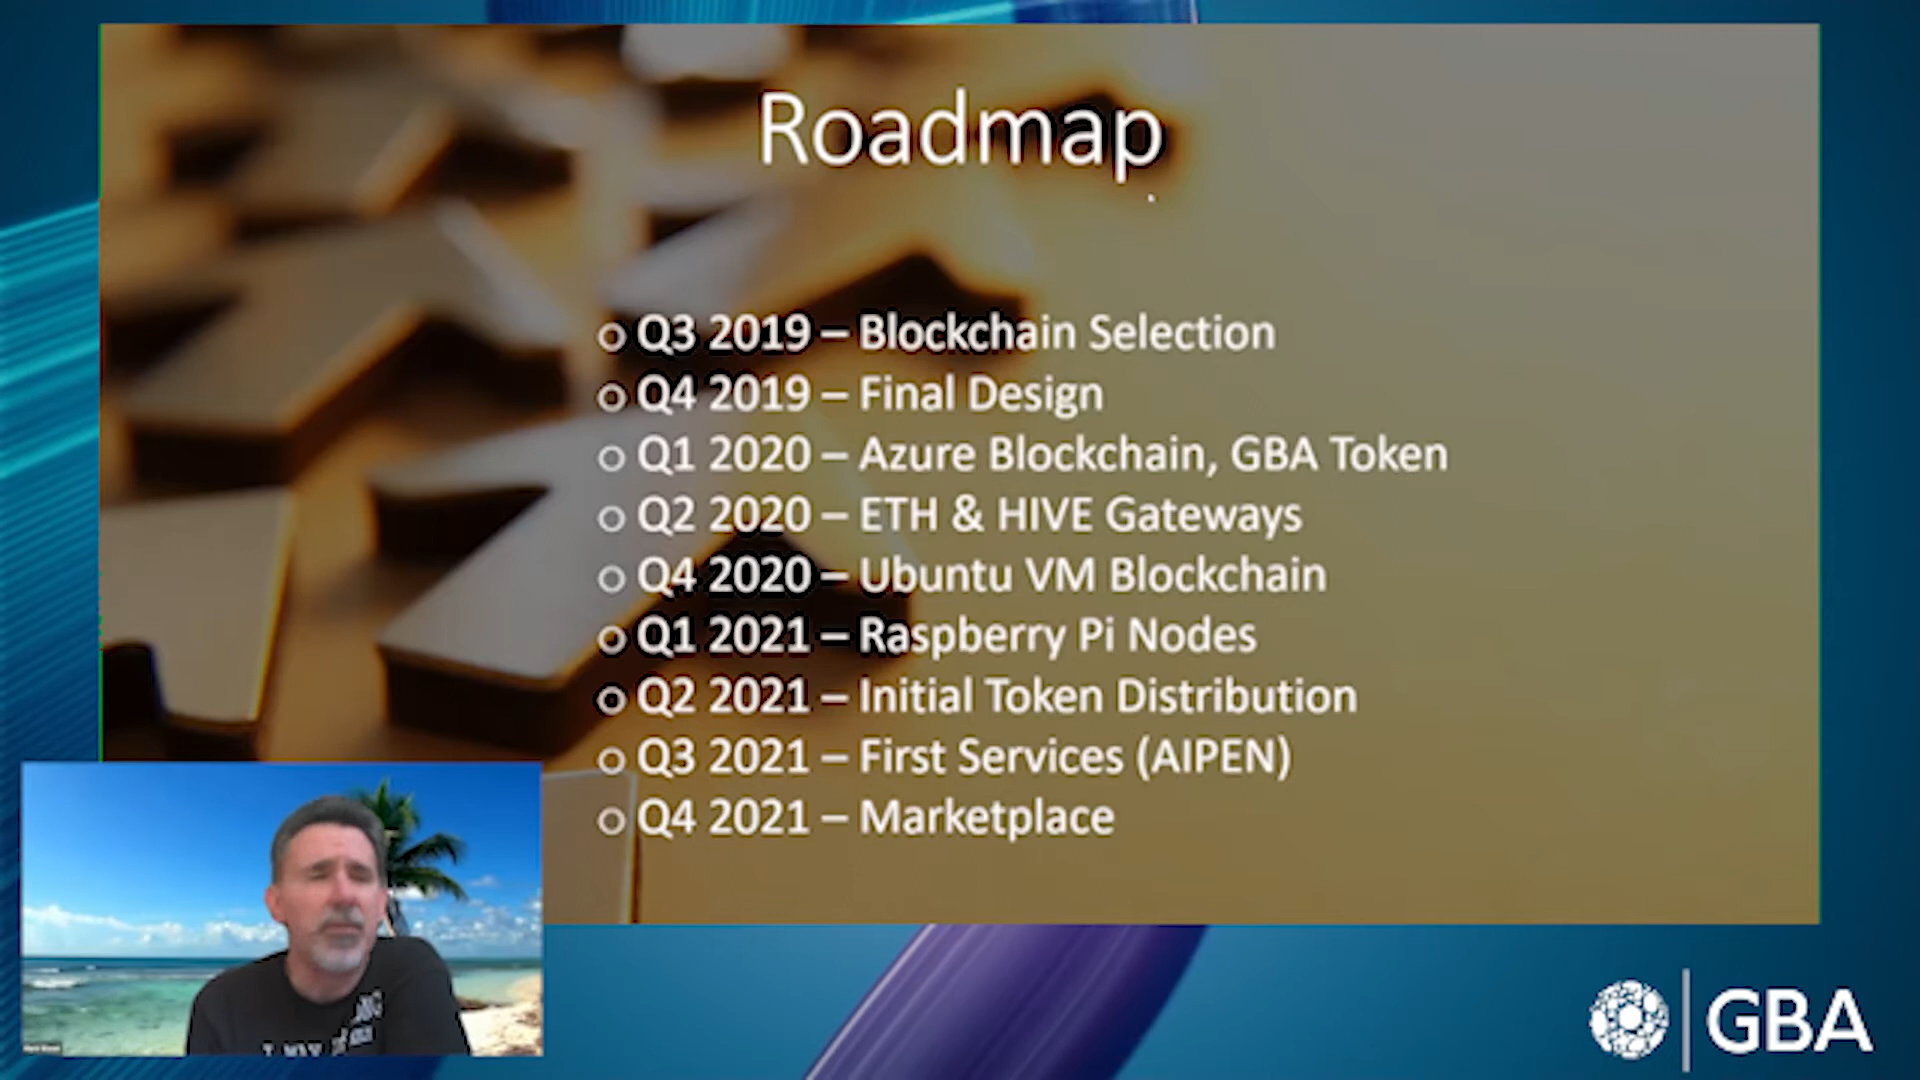 Roadmap
o Q3 2019 – Blockchain Selection
o Q4 2019 – Final Design
o Q1 2020 – Azure Blockchain, GBA Token
o Q2 2020 – ETH & HIVE Gateways
o Q4 2020 – Ubuntu VM Blockchain
o Q1 2021 – Raspberry Pi Nodes
o Q2 2021 – Initial Token Distribution
o Q3 2021 – First Services (AIPEN)
o Q4 2021 – Marketplace
GBA